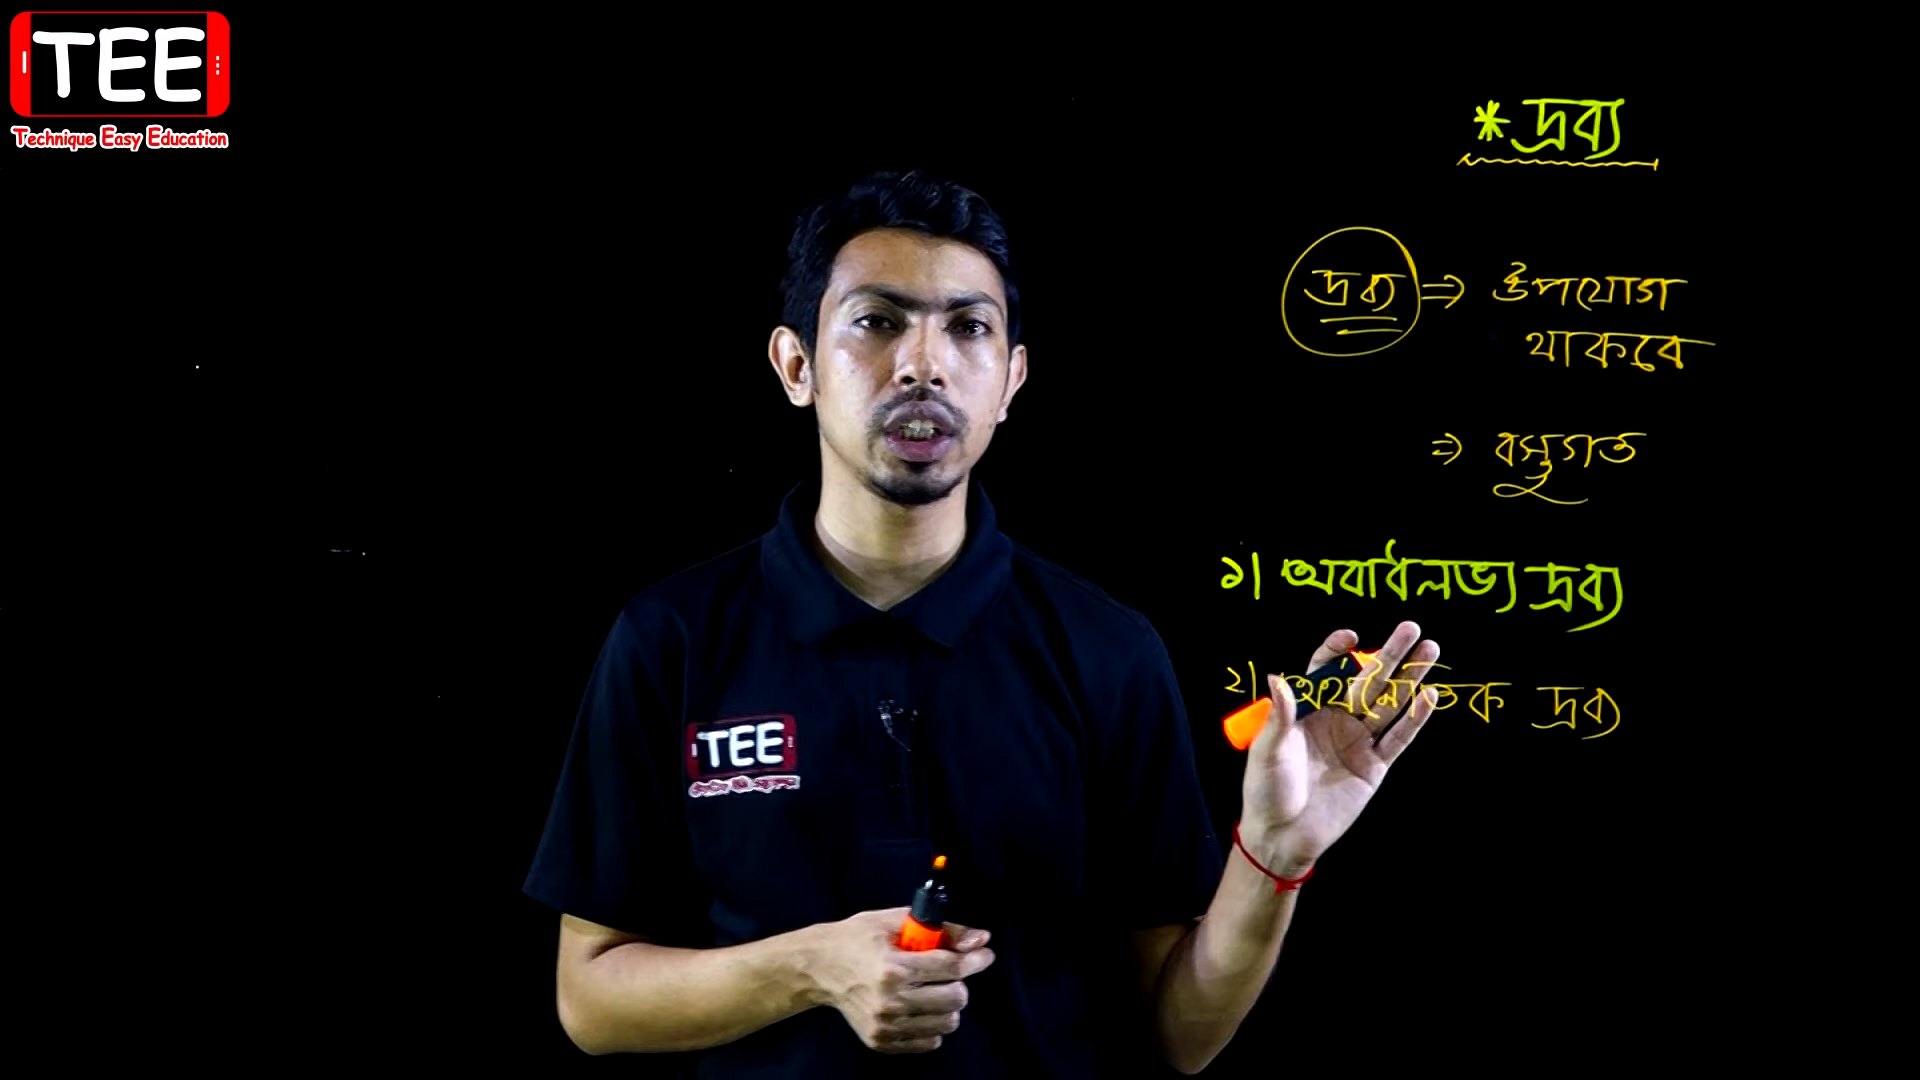 TEE
Technique Easy Education
* দ্রব্য
দ্রব্য ⇒ উপযোগ
থাকবে
⇒ বস্তুগত
১| অবাধলভ্য দ্রব্য
২| অর্থনৈতিক দ্রব্য
TEE